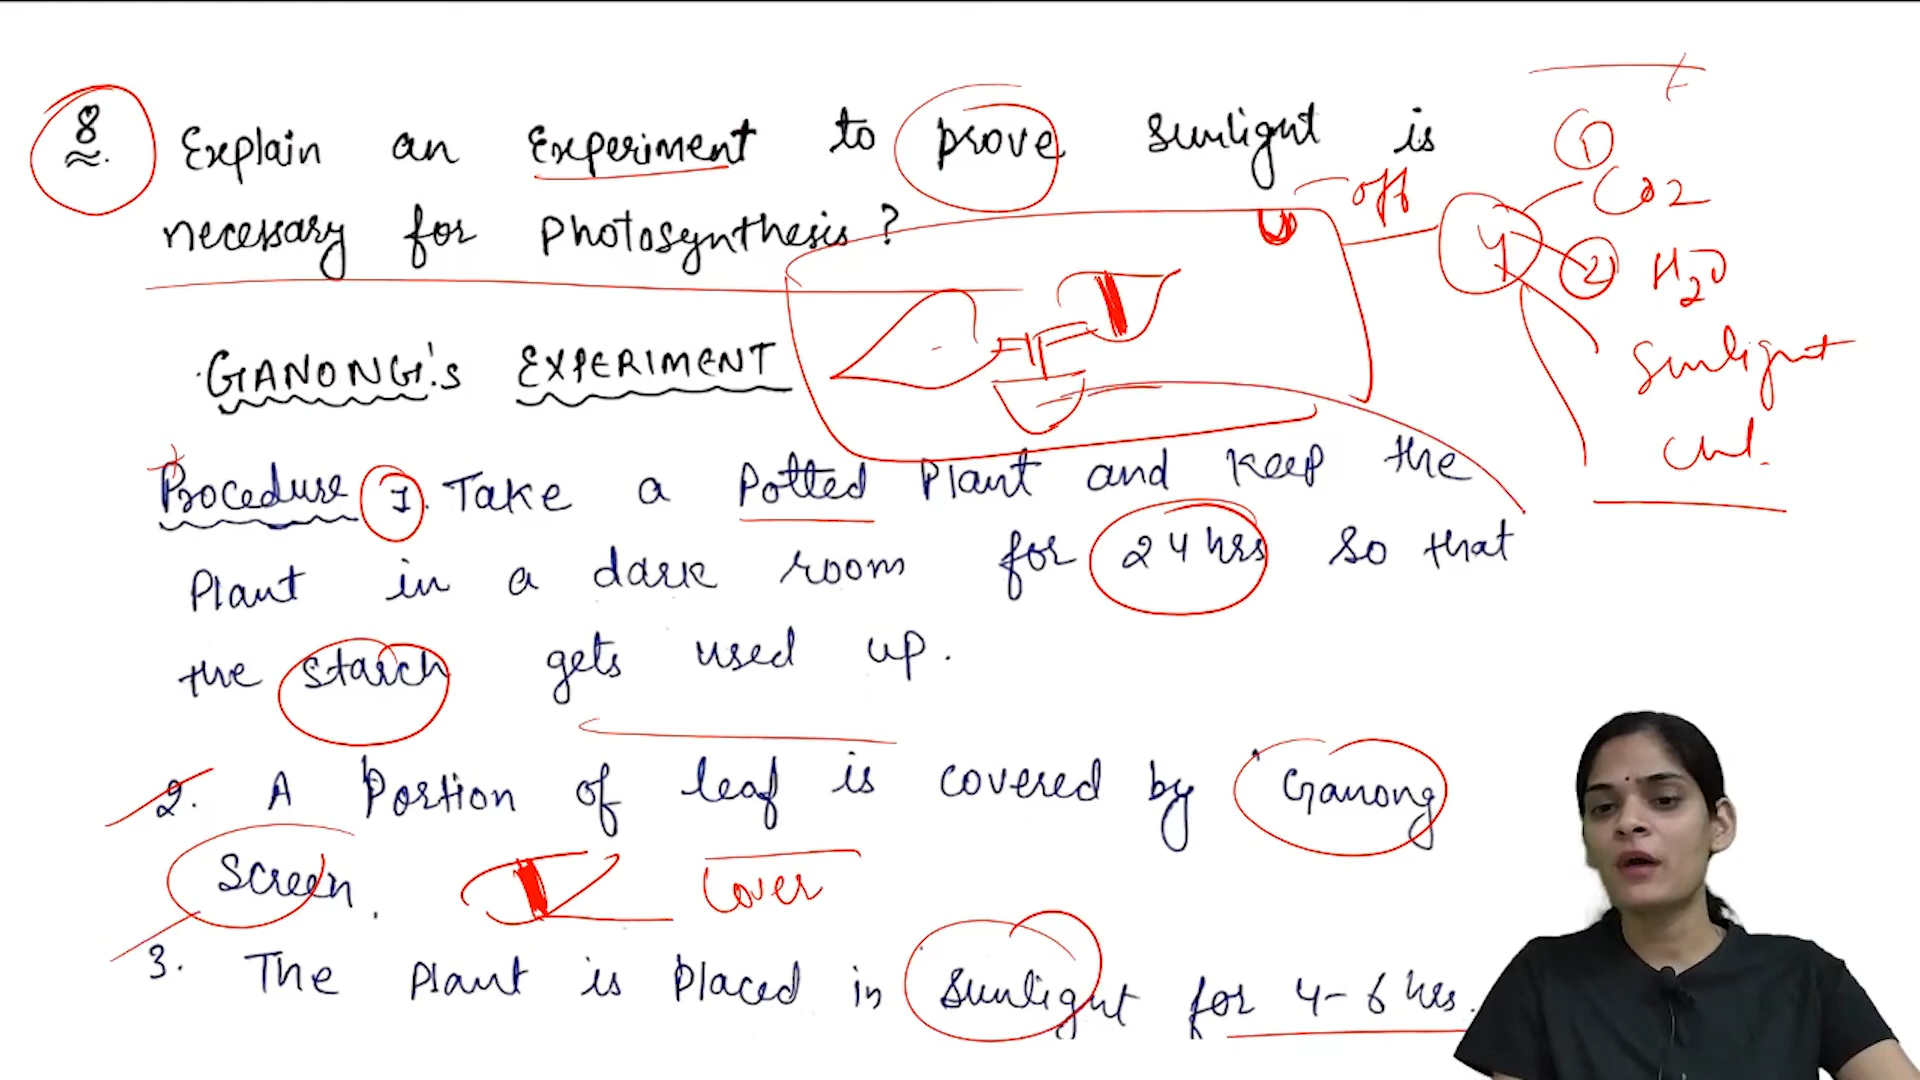 8. Explain an Experiment to prove sunlight is
necessary for Photosynthesis?
off
4
① CO2
② H2O
sunlight
chl.
GANONG'S EXPERIMENT
Procedure 1. Take a Potted Plant and keep the
Plant in a dark room for 24 hrs so that
the starch gets used up.
2. A Portion of leaf is covered by Ganong
Screen.
Cover
3. The Plant is Placed in Sunlight for 4-6 hrs.